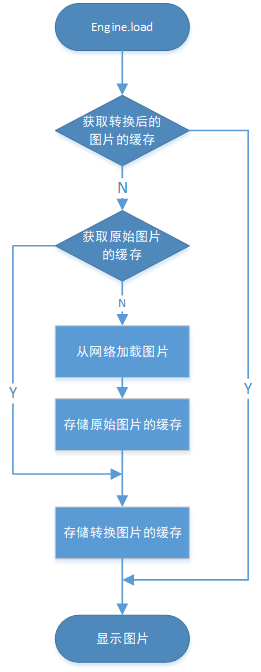 Engine.load
获取转换后的
图片的缓存
N
获取原始图片
的缓存
N
从网络加载图片
Y
Y
存储原始图片的缓存
存储转换图片的缓存
显示图片